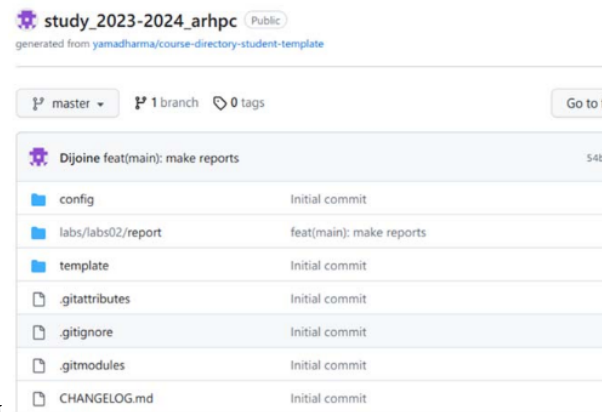 study_2023-2024_arhpc Public
generated from yamadharma/course-directory-student-template
master 1 branch 0 tags Go to
Dijoine feat(main): make reports 54
config Initial commit
labs/labs02/report feat(main): make reports
template Initial commit
.gitattributes Initial commit
.gitignore Initial commit
.gitmodules Initial commit
CHANGELOG.md Initial commit